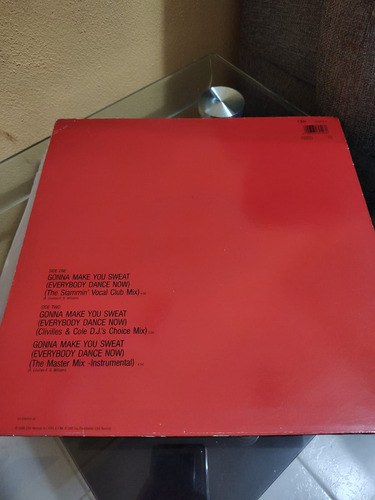 SIDE ONE
GONNA MAKE YOU SWEAT
(EVERYBODY DANCE NOW)
(The Slammin' Vocal Club Mix)
SIDE TWO
GONNA MAKE YOU SWEAT
(EVERYBODY DANCE NOW)
(Clivilles & Cole D.J.'s Choice Mix)
GONNA MAKE YOU SWEAT
(EVERYBODY DANCE NOW)
(The Master Mix -Instrumental)